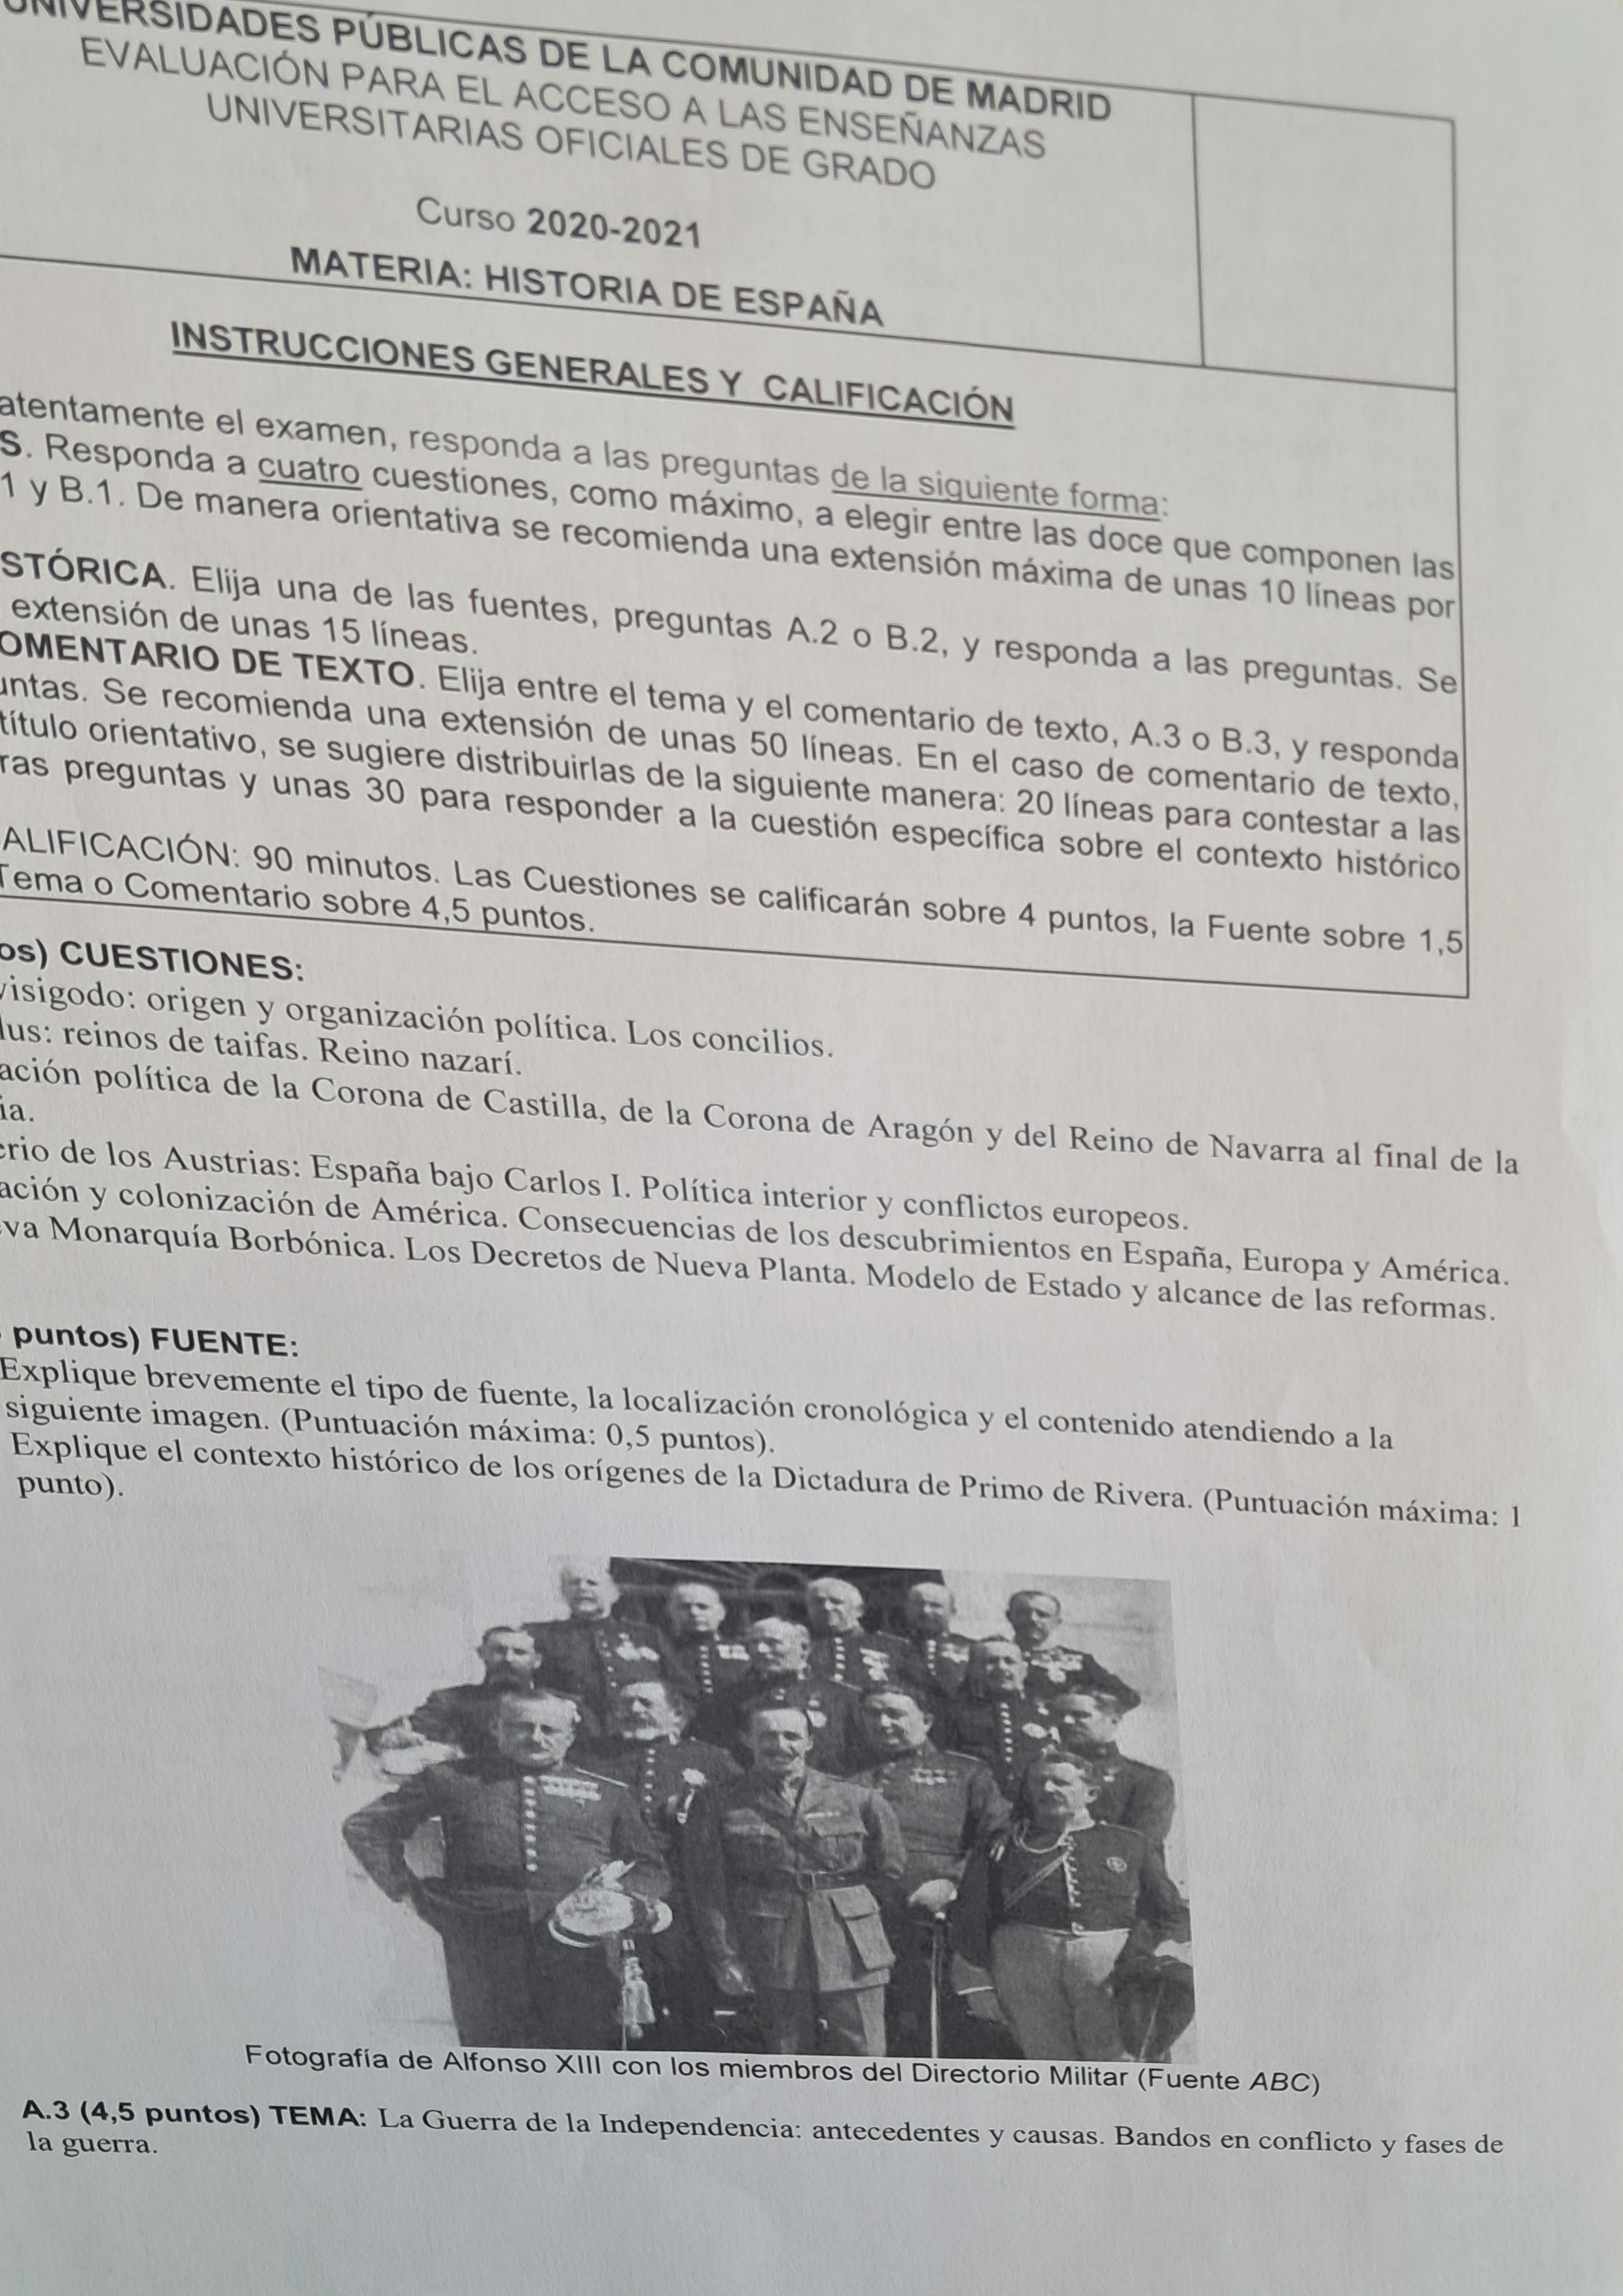 UNIVERSIDADES PÚBLICAS DE LA COMUNIDAD DE MADRID
EVALUACIÓN PARA EL ACCESO A LAS ENSEÑANZAS
UNIVERSITARIAS OFICIALES DE GRADO
Curso 2020-2021
MATERIA: HISTORIA DE ESPAÑA
INSTRUCCIONES GENERALES Y CALIFICACIÓN
atentamente el examen, responda a las preguntas de la siguiente forma:
S. Responda a cuatro cuestiones, como máximo, a elegir entre las doce que componen las
1 y B.1. De manera orientativa se recomienda una extensión máxima de unas 10 líneas por
STÓRICA. Elija una de las fuentes, preguntas A.2 o B.2, y responda a las preguntas. Se
extensión de unas 15 líneas.
OMENTARIO DE TEXTO. Elija entre el tema y el comentario de texto, A.3 o B.3, y responda
untas. Se recomienda una extensión de unas 50 líneas. En el caso de comentario de texto,
título orientativo, se sugiere distribuirlas de la siguiente manera: 20 líneas para contestar a las
ras preguntas y unas 30 para responder a la cuestión específica sobre el contexto histórico
ALIFICACIÓN: 90 minutos. Las Cuestiones se calificarán sobre 4 puntos, la Fuente sobre 1,5
Tema o Comentario sobre 4,5 puntos.
os) CUESTIONES:
visigodo: origen y organización política. Los concilios.
lus: reinos de taifas. Reino nazarí.
ación política de la Corona de Castilla, de la Corona de Aragón y del Reino de Navarra al final de la
ia.
erio de los Austrias: España bajo Carlos I. Política interior y conflictos europeos.
ación y colonización de América. Consecuencias de los descubrimientos en España, Europa y América.
va Monarquía Borbónica. Los Decretos de Nueva Planta. Modelo de Estado y alcance de las reformas.
puntos) FUENTE:
Explique brevemente el tipo de fuente, la localización cronológica y el contenido atendiendo a la
siguiente imagen. (Puntuación máxima: 0,5 puntos).
Explique el contexto histórico de los orígenes de la Dictadura de Primo de Rivera. (Puntuación máxima: 1
punto).
Fotografía de Alfonso XIII con los miembros del Directorio Militar (Fuente ABC)
A.3 (4,5 puntos) TEMA: La Guerra de la Independencia: antecedentes y causas. Bandos en conflicto y fases de
la guerra.